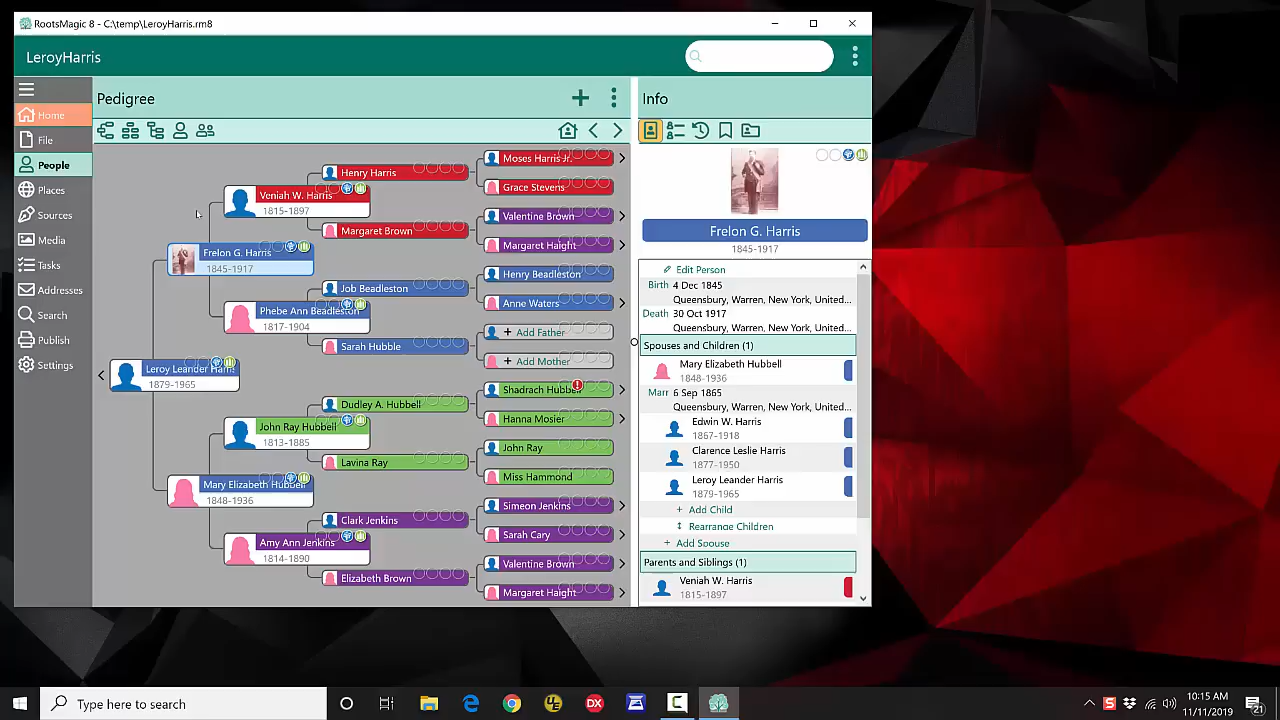 RootsMagic 8 - C:\temp\LeroyHarris.rm8
LeroyHarris
Home
File
People
Places
Sources
Media
Tasks
Addresses
Search
Publish
Settings
Pedigree
Leroy Leander Harris
1879-1965
Frelon G. Harris
1845-1917
Mary Elizabeth Hubbell
1848-1936
Veniah W. Harris
1815-1897
Phebe Ann Beadleston
1817-1904
John Ray Hubbell
1813-1885
Amy Ann Jenkins
1814-1890
Henry Harris
Margaret Brown
Job Beadleston
Sarah Hubble
Dudley A. Hubbell
Lavina Ray
Clark Jenkins
Elizabeth Brown
Moses Harris Jr.
Grace Stevens
Valentine Brown
Margaret Haight
Henry Beadleston
Anne Waters
+ Add Father
+ Add Mother
Shadrach Hubbell
Hanna Mosier
John Ray
Miss Hammond
Simeon Jenkins
Sarah Cary
Valentine Brown
Margaret Haight
Info
Frelon G. Harris
1845-1917
Edit Person
Birth 4 Dec 1845
Queensbury, Warren, New York, United...
Death 30 Oct 1917
Queensbury, Warren, New York, United...
Spouses and Children (1)
Mary Elizabeth Hubbell
1848-1936
Marr 6 Sep 1865
Queensbury, Warren, New York, United...
Edwin W. Harris
1867-1918
Clarence Leslie Harris
1877-1950
Leroy Leander Harris
1879-1965
+ Add Child
Rearrange Children
+ Add Spouse
Parents and Siblings (1)
Veniah W. Harris
1815-1897
Type here to search
UE
DX
S
10:15 AM
11/11/2019
21